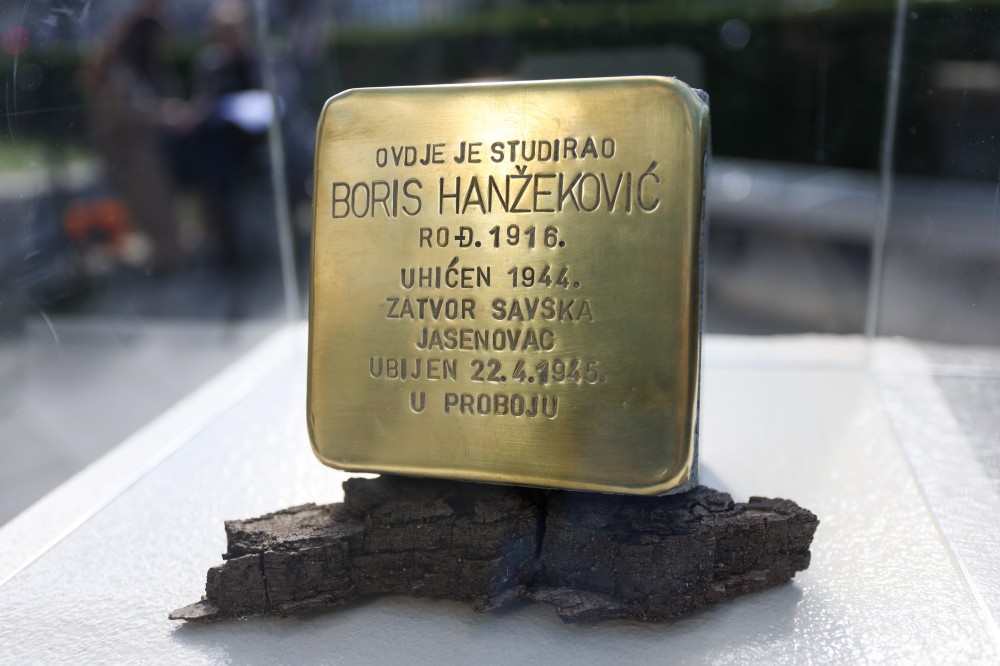 OVDJE JE STUDIRAO
BORIS HANŽEKOVIĆ
ROĐ. 1916.
UHIĆEN 1944.
ZATVOR SAVSKA
JASENOVAC
UBIJEN 22.4.1945.
U PROBOJU